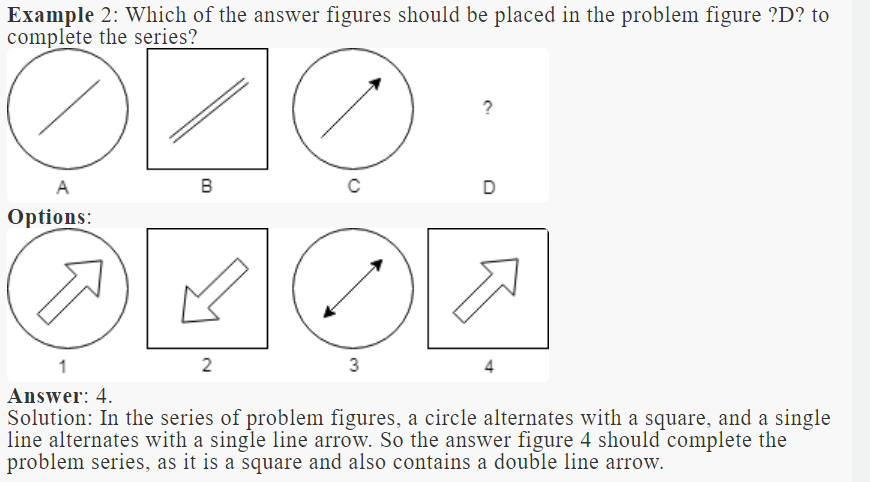 Example 2: Which of the answer figures should be placed in the problem figure ?D? to
complete the series?
?
A B C D
Options:
1 2 3 4
Answer: 4.
Solution: In the series of problem figures, a circle alternates with a square, and a single
line alternates with a single line arrow. So the answer figure 4 should complete the
problem series, as it is a square and also contains a double line arrow.